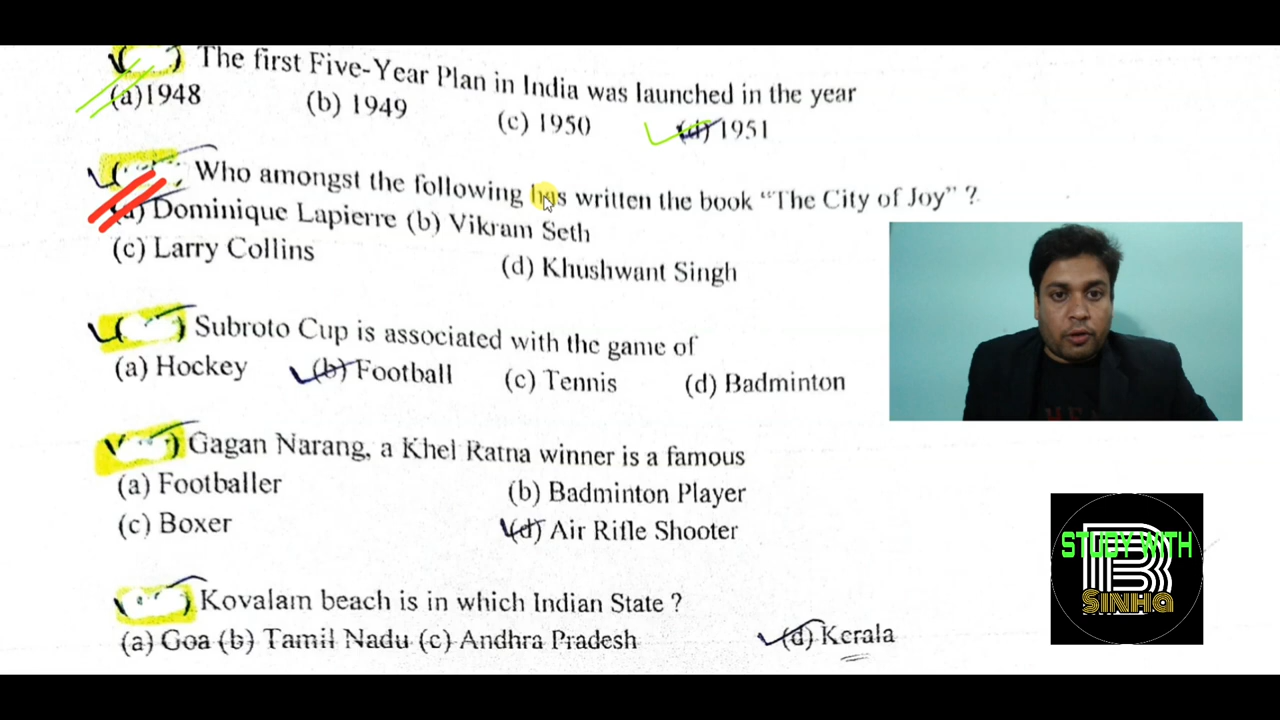 The first Five-Year Plan in India was launched in the year
(a) 1948 (b) 1949 (c) 1950 (d) 1951
Who amongst the following has written the book “The City of Joy” ?
(a) Dominique Lapierre (b) Vikram Seth
(c) Larry Collins (d) Khushwant Singh
Subroto Cup is associated with the game of
(a) Hockey (b) Football (c) Tennis (d) Badminton
Gagan Narang, a Khel Ratna winner is a famous
(a) Footballer (b) Badminton Player
(c) Boxer (d) Air Rifle Shooter
Kovalam beach is in which Indian State ?
(a) Goa (b) Tamil Nadu (c) Andhra Pradesh (d) Kerala
STUDY WITH
B
SINHA